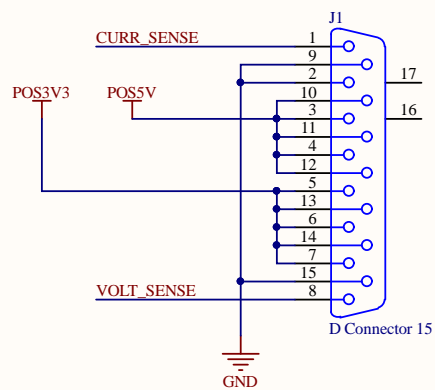 J1
CURR_SENSE 1
9
2 17
POS3V3 POS5V 10
3 16
11
4
12
5
13
6
14
7
15
VOLT_SENSE 8
D Connector 15
GND